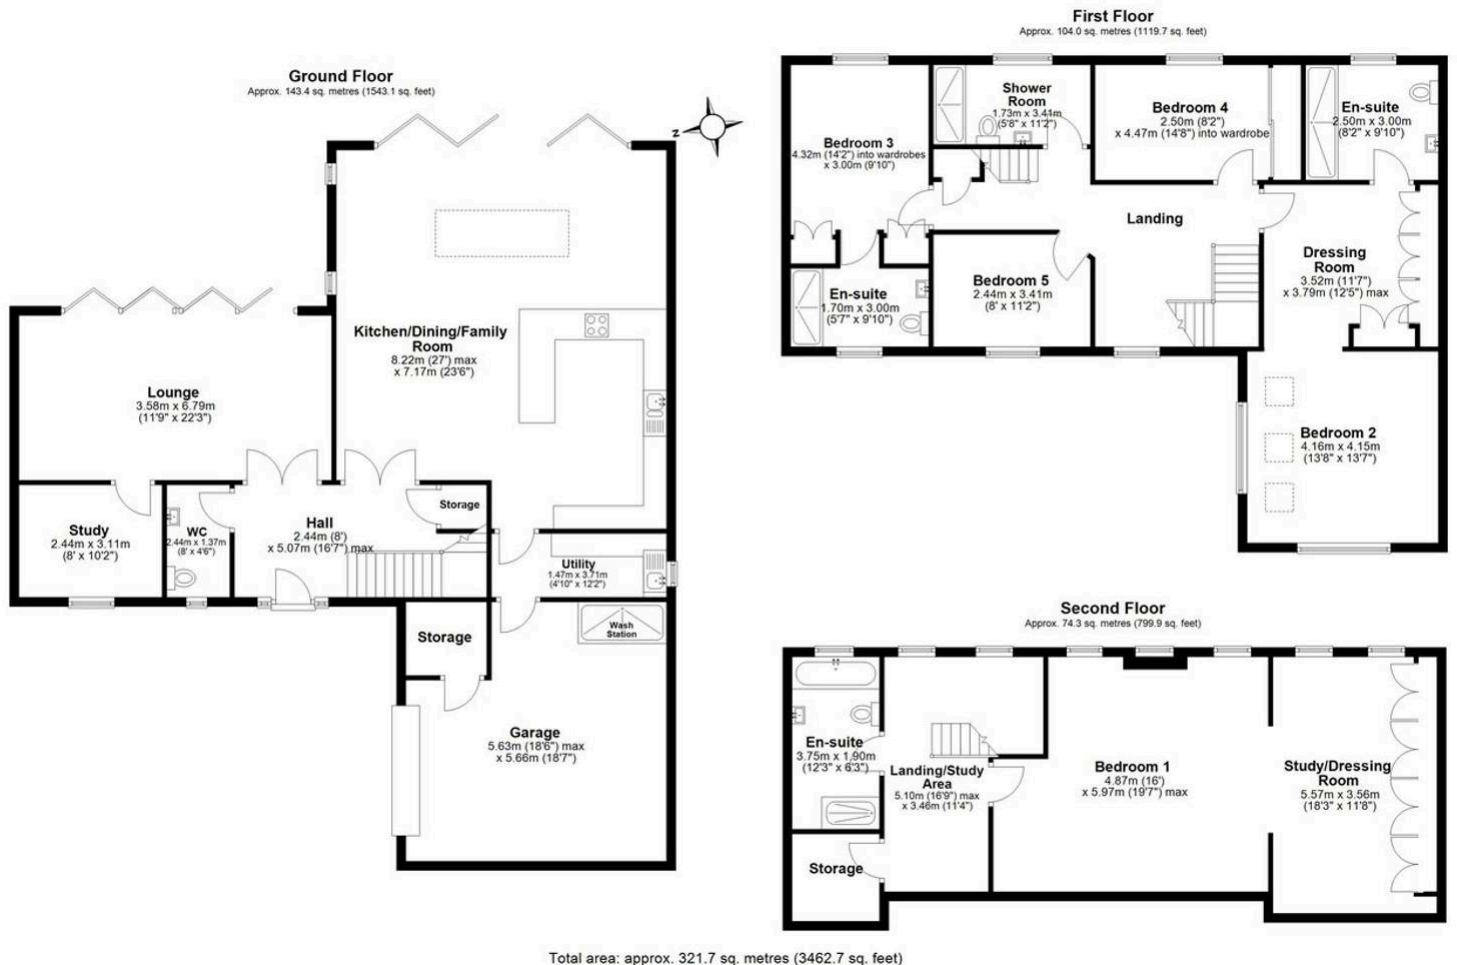 Ground Floor
Approx. 143.4 sq. metres (1543.1 sq. feet)
N
Kitchen/Dining/Family
Room
8.22m (27') max
x 7.17m (23'6")
Lounge
3.58m x 6.79m
(11'9" x 22'3")
Study
2.44m x 3.11m
(8' x 10'2")
WC
2.44m x 1.37m
(8' x 4'6")
Hall
2.44m (8')
x 5.07m (16'7") max
Storage
Utility
1.47m x 3.71m
(4'10" x 12'2")
Storage
Wash
Station
Garage
5.63m (18'6") max
x 5.66m (18'7")
First Floor
Approx. 104.0 sq. metres (1119.7 sq. feet)
Bedroom 3
4.32m (14'2") into wardrobes
x 3.00m (9'10")
Shower
Room
1.73m x 3.41m
(5'8" x 11'2")
Bedroom 4
2.50m (8'2")
x 4.47m (14'8") into wardrobe
En-suite
2.50m x 3.00m
(8'2" x 9'10")
Landing
Dressing
Room
3.52m (11'7")
x 3.79m (12'5") max
En-suite
1.70m x 3.00m
(5'7" x 9'10")
Bedroom 5
2.44m x 3.41m
(8' x 11'2")
Bedroom 2
4.16m x 4.15m
(13'8" x 13'7")
Second Floor
Approx. 74.3 sq. metres (799.9 sq. feet)
En-suite
3.75m x 1.90m
(12'3" x 6'3")
Landing/Study
Area
5.10m (16'9") max
x 3.46m (11'4")
Bedroom 1
4.87m (16')
x 5.97m (19'7") max
Study/Dressing
Room
5.57m x 3.56m
(18'3" x 11'8")
Storage
Total area: approx. 321.7 sq. metres (3462.7 sq. feet)